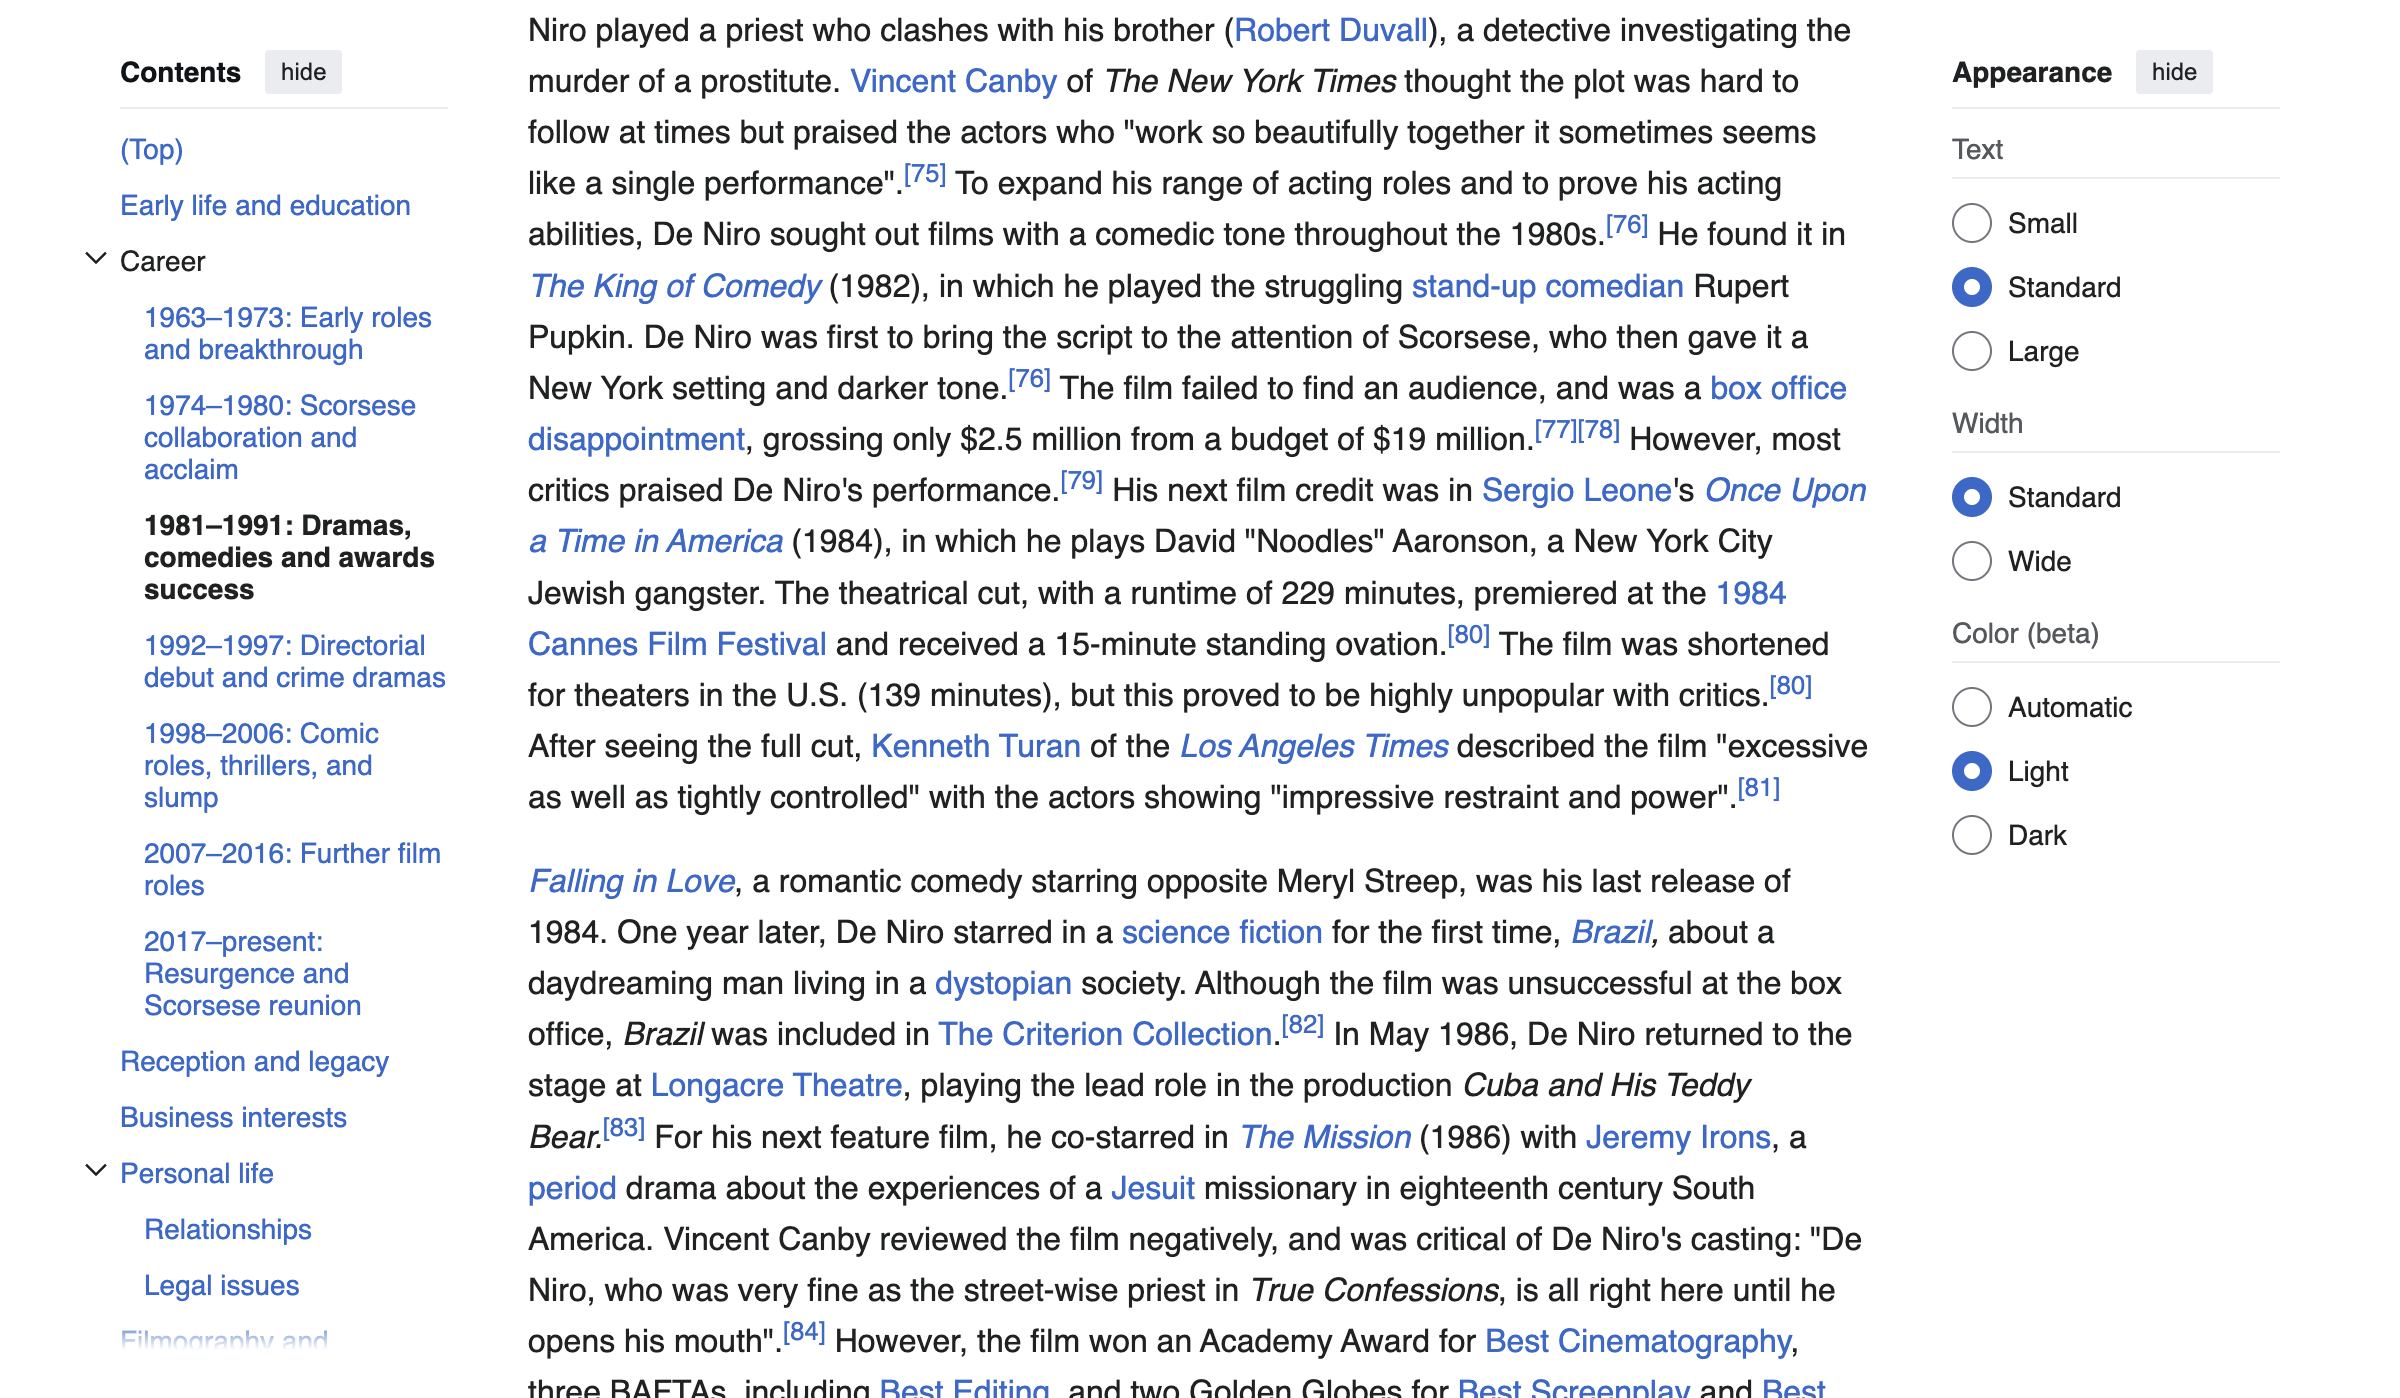 Contents hide
(Top)
Early life and education
Career
1963–1973: Early roles
and breakthrough
1974–1980: Scorsese
collaboration and
acclaim
1981–1991: Dramas,
comedies and awards
success
1992–1997: Directorial
debut and crime dramas
1998–2006: Comic
roles, thrillers, and
slump
2007–2016: Further film
roles
2017–present:
Resurgence and
Scorsese reunion
Reception and legacy
Business interests
Personal life
Relationships
Legal issues
Filmography and
Niro played a priest who clashes with his brother (Robert Duvall), a detective investigating the
murder of a prostitute. Vincent Canby of The New York Times thought the plot was hard to
follow at times but praised the actors who "work so beautifully together it sometimes seems
like a single performance".[75] To expand his range of acting roles and to prove his acting
abilities, De Niro sought out films with a comedic tone throughout the 1980s.[76] He found it in
The King of Comedy (1982), in which he played the struggling stand-up comedian Rupert
Pupkin. De Niro was first to bring the script to the attention of Scorsese, who then gave it a
New York setting and darker tone.[76] The film failed to find an audience, and was a box office
disappointment, grossing only $2.5 million from a budget of $19 million.[77][78] However, most
critics praised De Niro's performance.[79] His next film credit was in Sergio Leone's Once Upon
a Time in America (1984), in which he plays David "Noodles" Aaronson, a New York City
Jewish gangster. The theatrical cut, with a runtime of 229 minutes, premiered at the 1984
Cannes Film Festival and received a 15-minute standing ovation.[80] The film was shortened
for theaters in the U.S. (139 minutes), but this proved to be highly unpopular with critics.[80]
After seeing the full cut, Kenneth Turan of the Los Angeles Times described the film "excessive
as well as tightly controlled" with the actors showing "impressive restraint and power".[81]
Falling in Love, a romantic comedy starring opposite Meryl Streep, was his last release of
1984. One year later, De Niro starred in a science fiction for the first time, Brazil, about a
daydreaming man living in a dystopian society. Although the film was unsuccessful at the box
office, Brazil was included in The Criterion Collection.[82] In May 1986, De Niro returned to the
stage at Longacre Theatre, playing the lead role in the production Cuba and His Teddy
Bear.[83] For his next feature film, he co-starred in The Mission (1986) with Jeremy Irons, a
period drama about the experiences of a Jesuit missionary in eighteenth century South
America. Vincent Canby reviewed the film negatively, and was critical of De Niro's casting: "De
Niro, who was very fine as the street-wise priest in True Confessions, is all right here until he
opens his mouth".[84] However, the film won an Academy Award for Best Cinematography,
three BAFTAs, including Best Editing, and two Golden Globes for Best Screenplay and Best
Appearance hide
Text
Small
Standard
Large
Width
Standard
Wide
Color (beta)
Automatic
Light
Dark